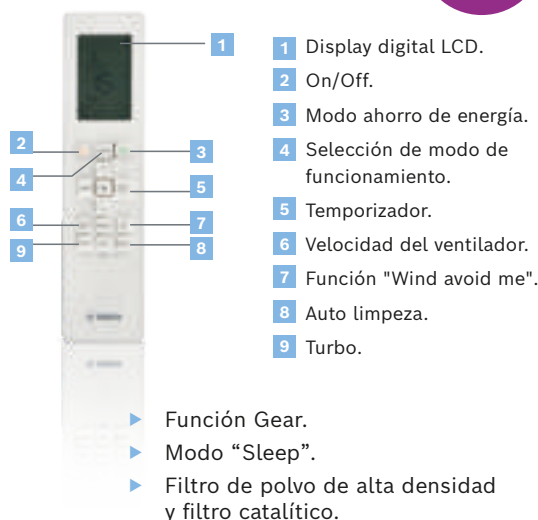 1 Display digital LCD.
2 On/Off.
3 Modo ahorro de energía.
4 Selección de modo de
funcionamiento.
5 Temporizador.
6 Velocidad del ventilador.
7 Función "Wind avoid me".
8 Auto limpeza.
9 Turbo.
1
2
3
4
5
6
7
9
8
Función Gear.
Modo “Sleep”.
Filtro de polvo de alta densidad
y filtro catalítico.